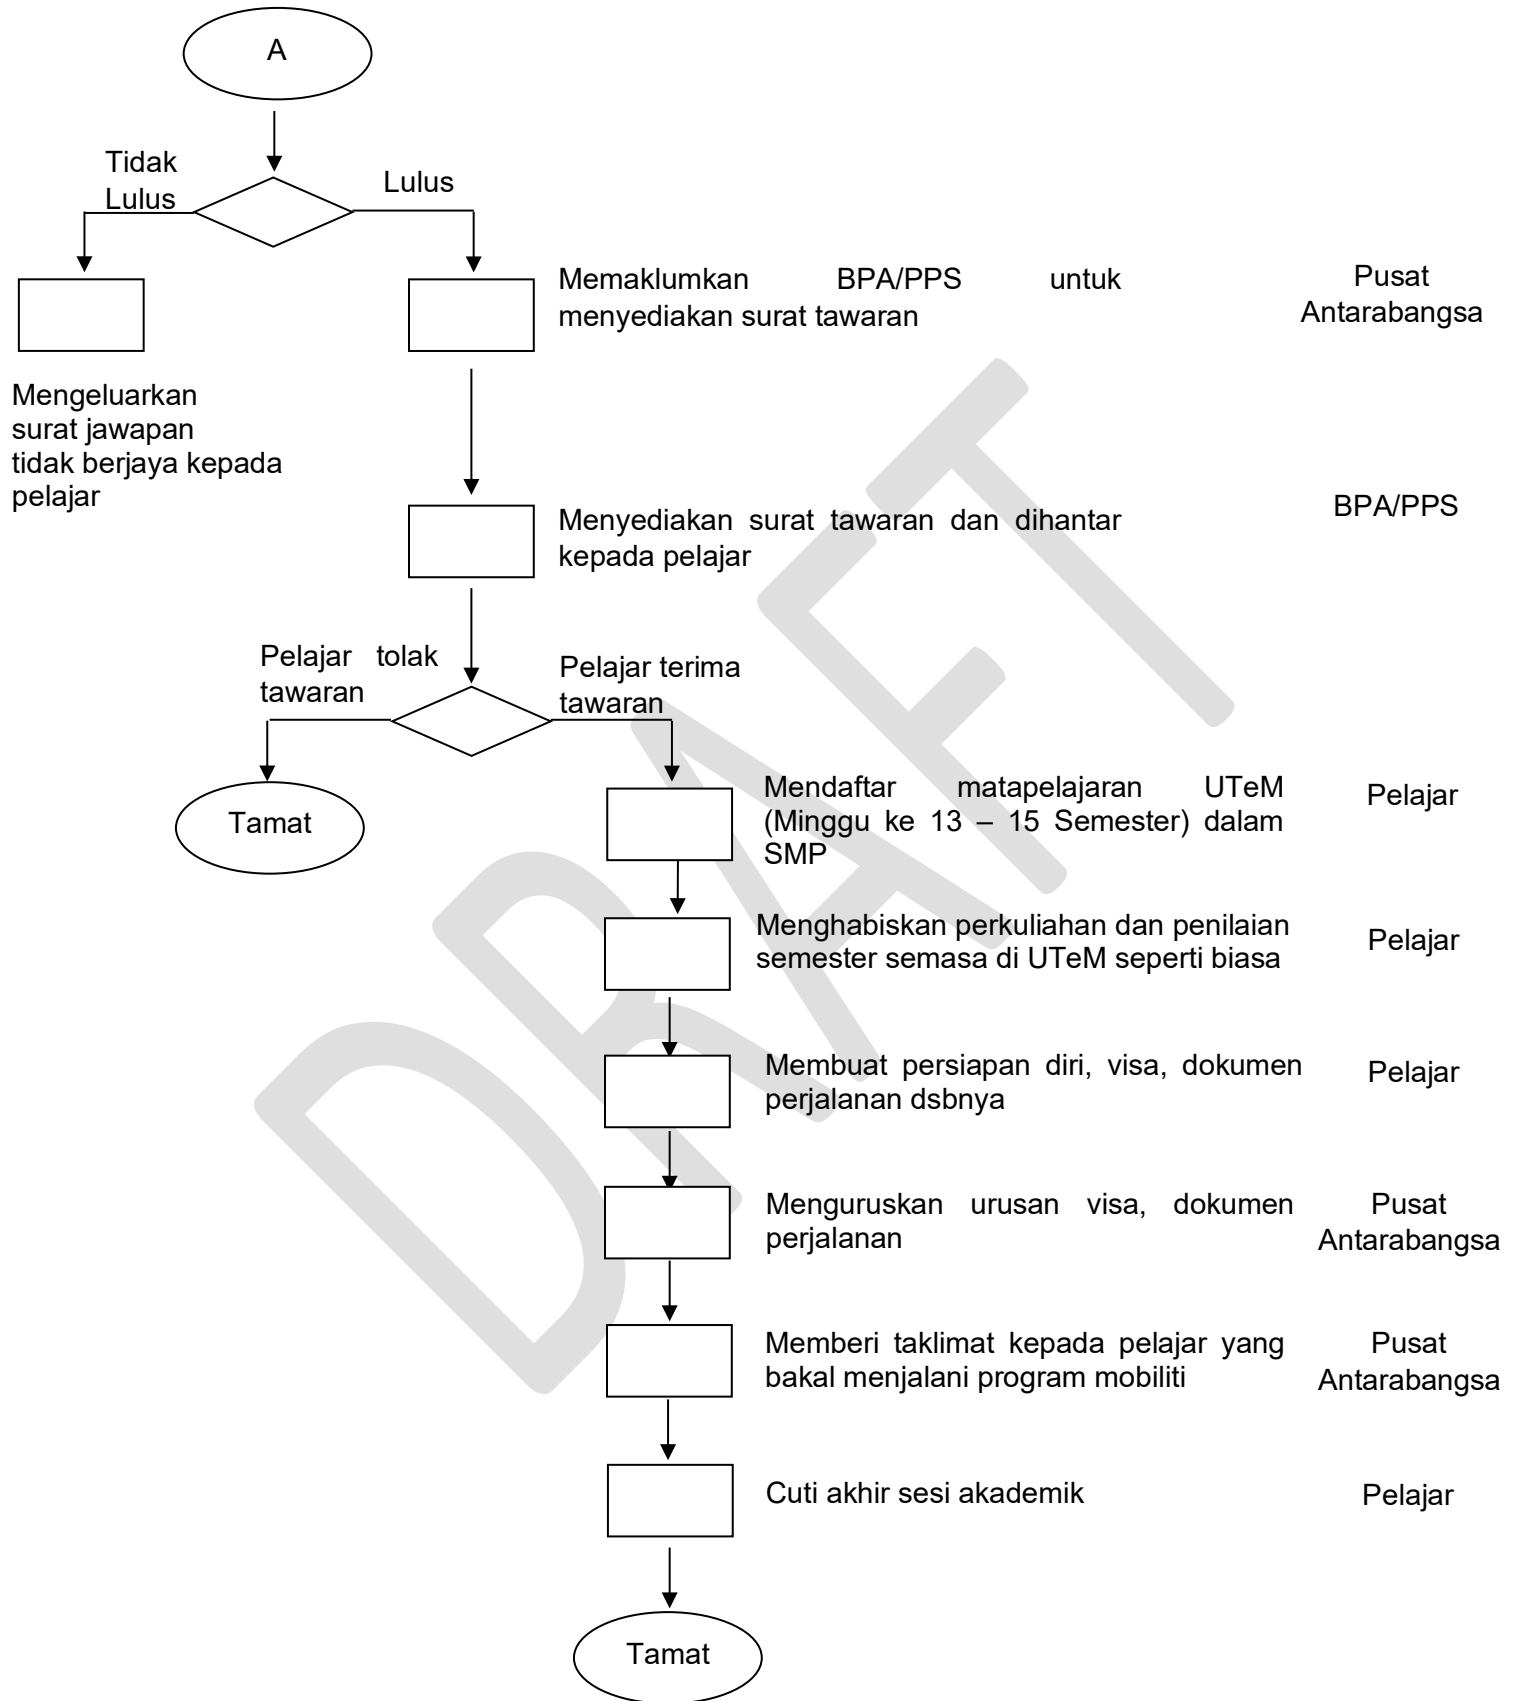 A
Tidak
Lulus
Lulus
Memaklumkan BPA/PPS untuk
menyediakan surat tawaran
Pusat
Antarabangsa
Mengeluarkan
surat jawapan
tidak berjaya kepada
pelajar
Menyediakan surat tawaran dan dihantar
kepada pelajar
BPA/PPS
Pelajar tolak
tawaran
Pelajar terima
tawaran
Tamat
Mendaftar matapelajaran UTeM
(Minggu ke 13 – 15 Semester) dalam
SMP
Pelajar
Menghabiskan perkuliahan dan penilaian
semester semasa di UTeM seperti biasa
Pelajar
Membuat persiapan diri, visa, dokumen
perjalanan dsbnya
Pelajar
Menguruskan urusan visa, dokumen
perjalanan
Pusat
Antarabangsa
Memberi taklimat kepada pelajar yang
bakal menjalani program mobiliti
Pusat
Antarabangsa
Cuti akhir sesi akademik
Pelajar
Tamat
DRAFT